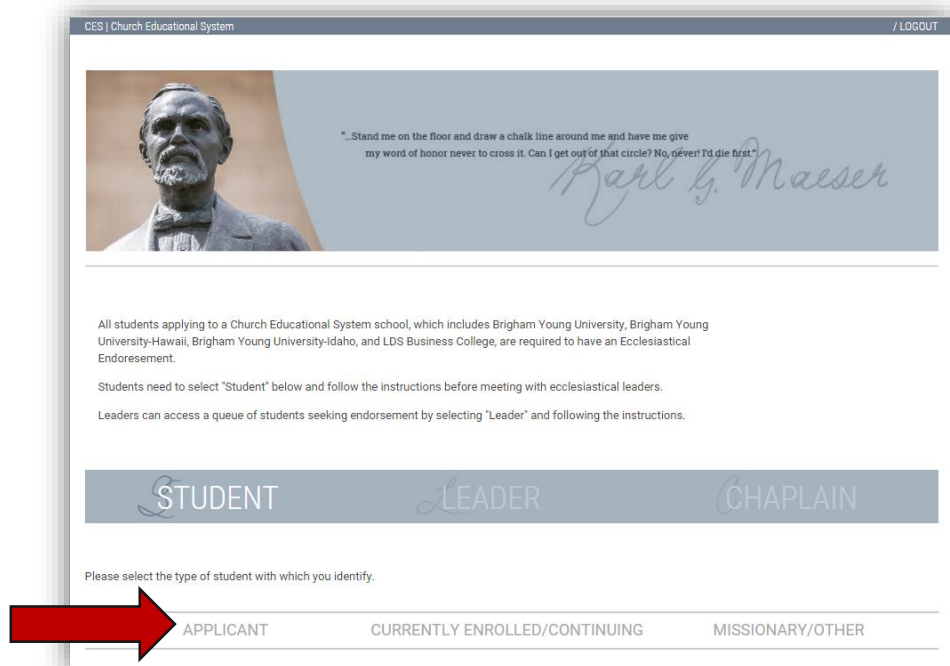 CES | Church Educational System / LOGOUT
"...Stand me on the floor and draw a chalk line around me and have me give
my word of honor never to cross it. Can I get out of that circle? No, never! I'd die first."
Karl G. Maeser
All students applying to a Church Educational System school, which includes Brigham Young University, Brigham Young
University-Hawaii, Brigham Young University-Idaho, and LDS Business College, are required to have an Ecclesiastical
Endoresement.
Students need to select "Student" below and follow the instructions before meeting with ecclesiastical leaders.
Leaders can access a queue of students seeking endorsement by selecting "Leader" and following the instructions.
STUDENT LEADER CHAPLAIN
Please select the type of student with which you identify.
APPLICANT CURRENTLY ENROLLED/CONTINUING MISSIONARY/OTHER